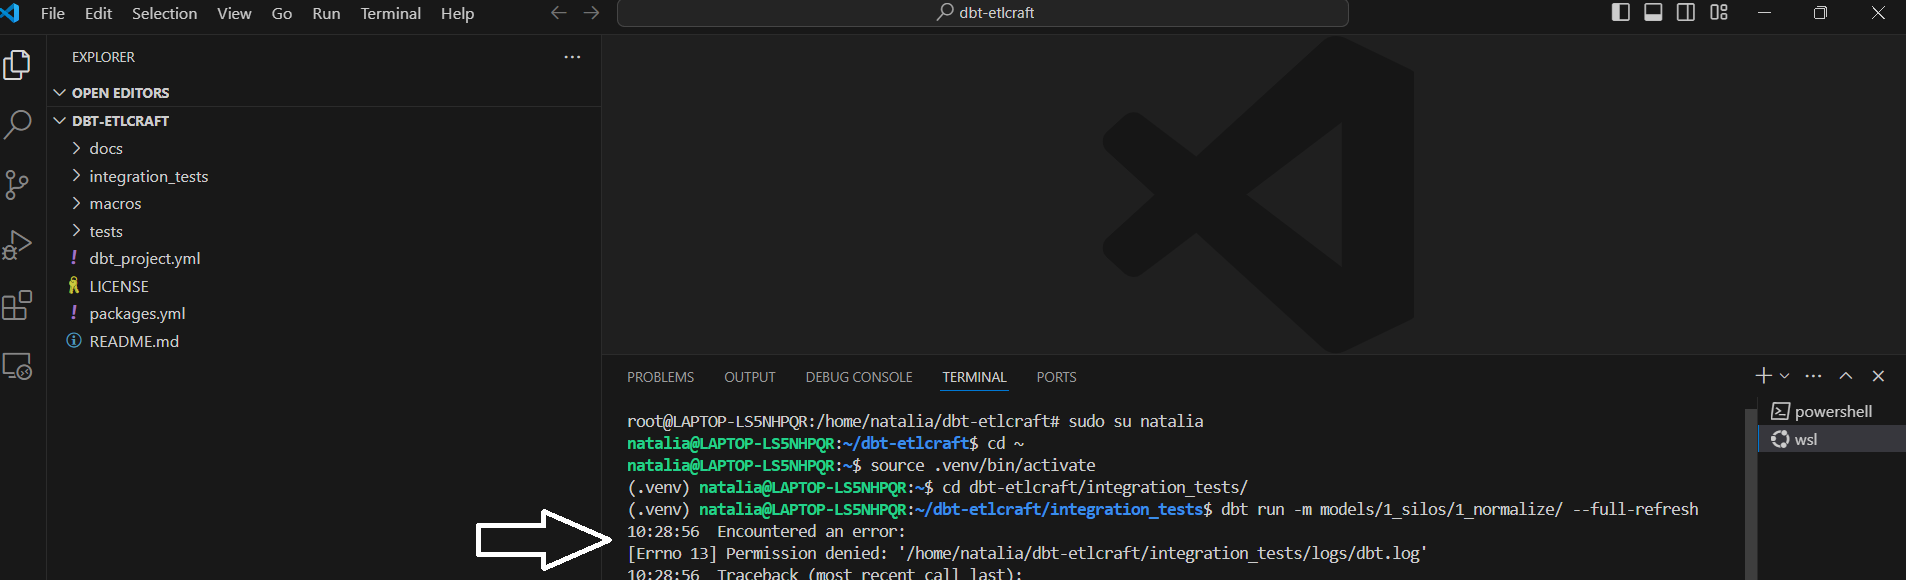 File Edit Selection View Go Run Terminal Help
dbt-etlcraft
EXPLORER
OPEN EDITORS
DBT-ETLCRAFT
docs
integration_tests
macros
tests
! dbt_project.yml
LICENSE
! packages.yml
README.md
PROBLEMS OUTPUT DEBUG CONSOLE TERMINAL PORTS
root@LAPTOP-LS5NHPQR:/home/natalia/dbt-etlcraft# sudo su natalia
natalia@LAPTOP-LS5NHPQR:~/dbt-etlcraft$ cd ~
natalia@LAPTOP-LS5NHPQR:~$ source .venv/bin/activate
(.venv) natalia@LAPTOP-LS5NHPQR:~$ cd dbt-etlcraft/integration_tests/
(.venv) natalia@LAPTOP-LS5NHPQR:~/dbt-etlcraft/integration_tests$ dbt run -m models/1_silos/1_normalize/ --full-refresh
10:28:56  Encountered an error:
[Errno 13] Permission denied: '/home/natalia/dbt-etlcraft/integration_tests/logs/dbt.log'
10:28:56  Traceback (most recent call last):
powershell
wsl